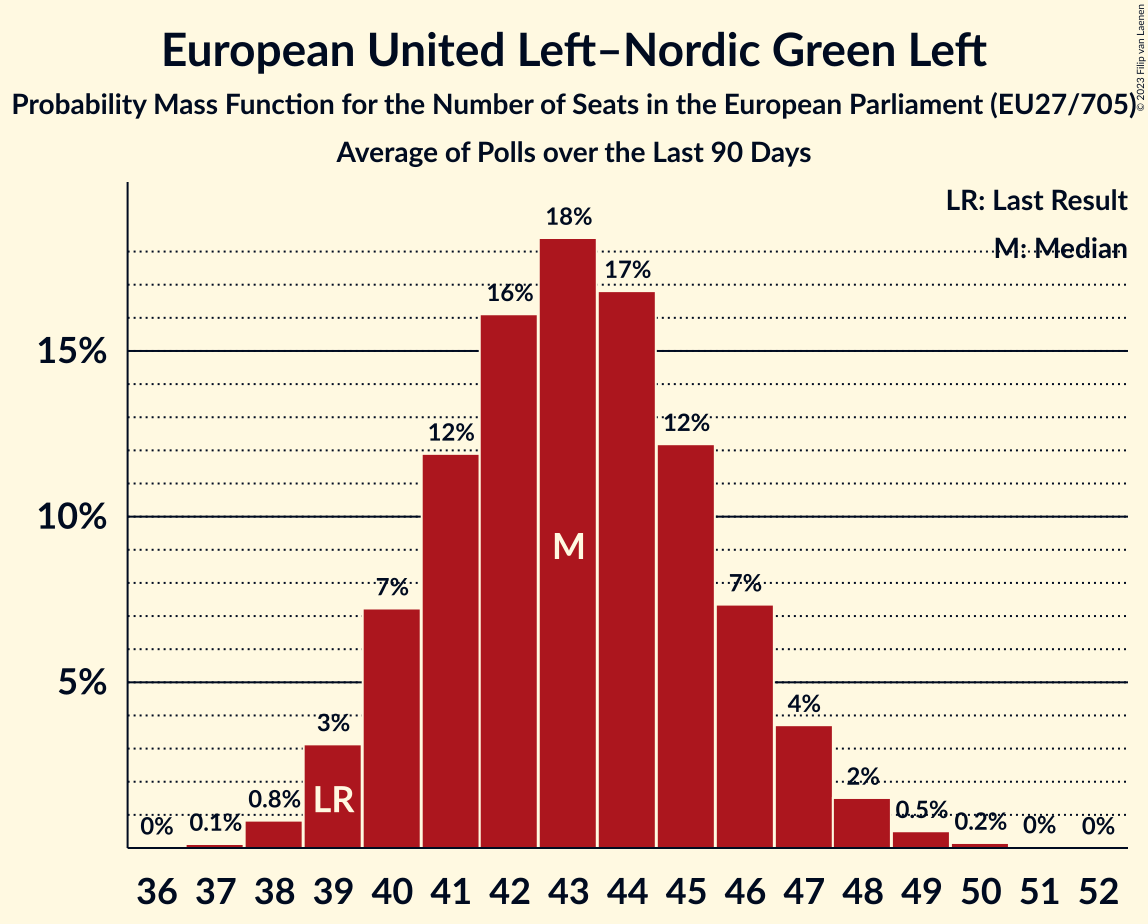 European United Left–Nordic Green Left
Probability Mass Function for the Number of Seats in the European Parliament (EU27/705)
Average of Polls over the Last 90 Days
© 2023 Filip van Laenen
LR: Last Result
M: Median
15%
10%
5%
0% 0.1% 0.8% 3% 7% 12% 16% 18% 17% 12% 7% 4% 2% 0.5% 0.2% 0% 0%
LR M
36 37 38 39 40 41 42 43 44 45 46 47 48 49 50 51 52